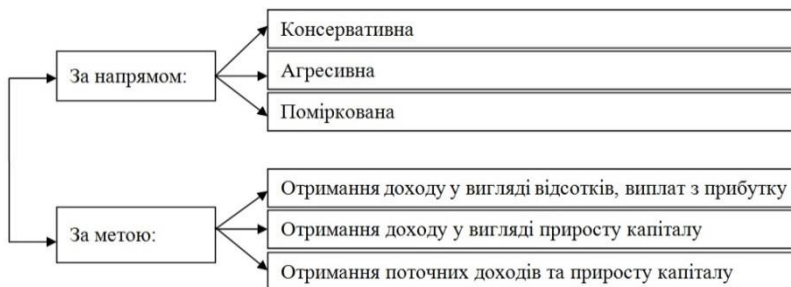 За напрямом:
Консервативна
Агресивна
Поміркована
За метою:
Отримання доходу у вигляді відсотків, виплат з прибутку
Отримання доходу у вигляді приросту капіталу
Отримання поточних доходів та приросту капіталу